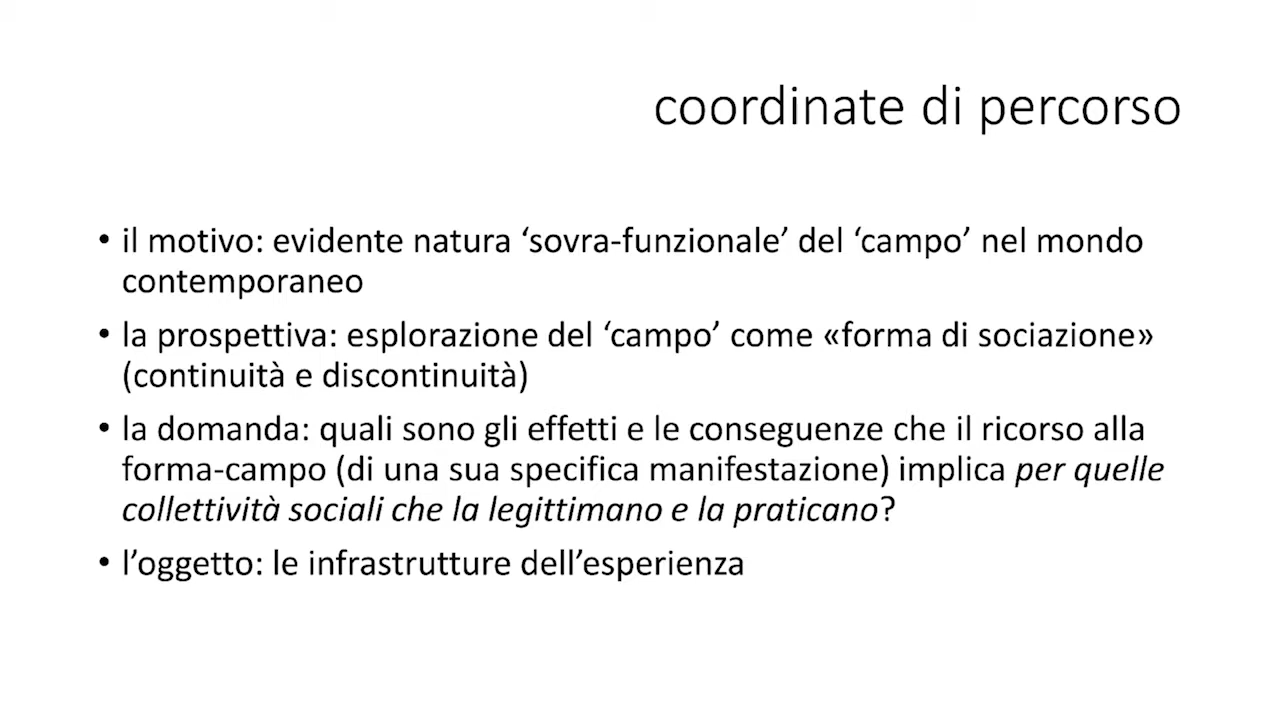 coordinate di percorso
• il motivo: evidente natura ‘sovra-funzionale’ del ‘campo’ nel mondo
contemporaneo
• la prospettiva: esplorazione del ‘campo’ come «forma di sociazione»
(continuità e discontinuità)
• la domanda: quali sono gli effetti e le conseguenze che il ricorso alla
forma-campo (di una sua specifica manifestazione) implica per quelle
collettività sociali che la legittimano e la praticano?
• l’oggetto: le infrastrutture dell’esperienza